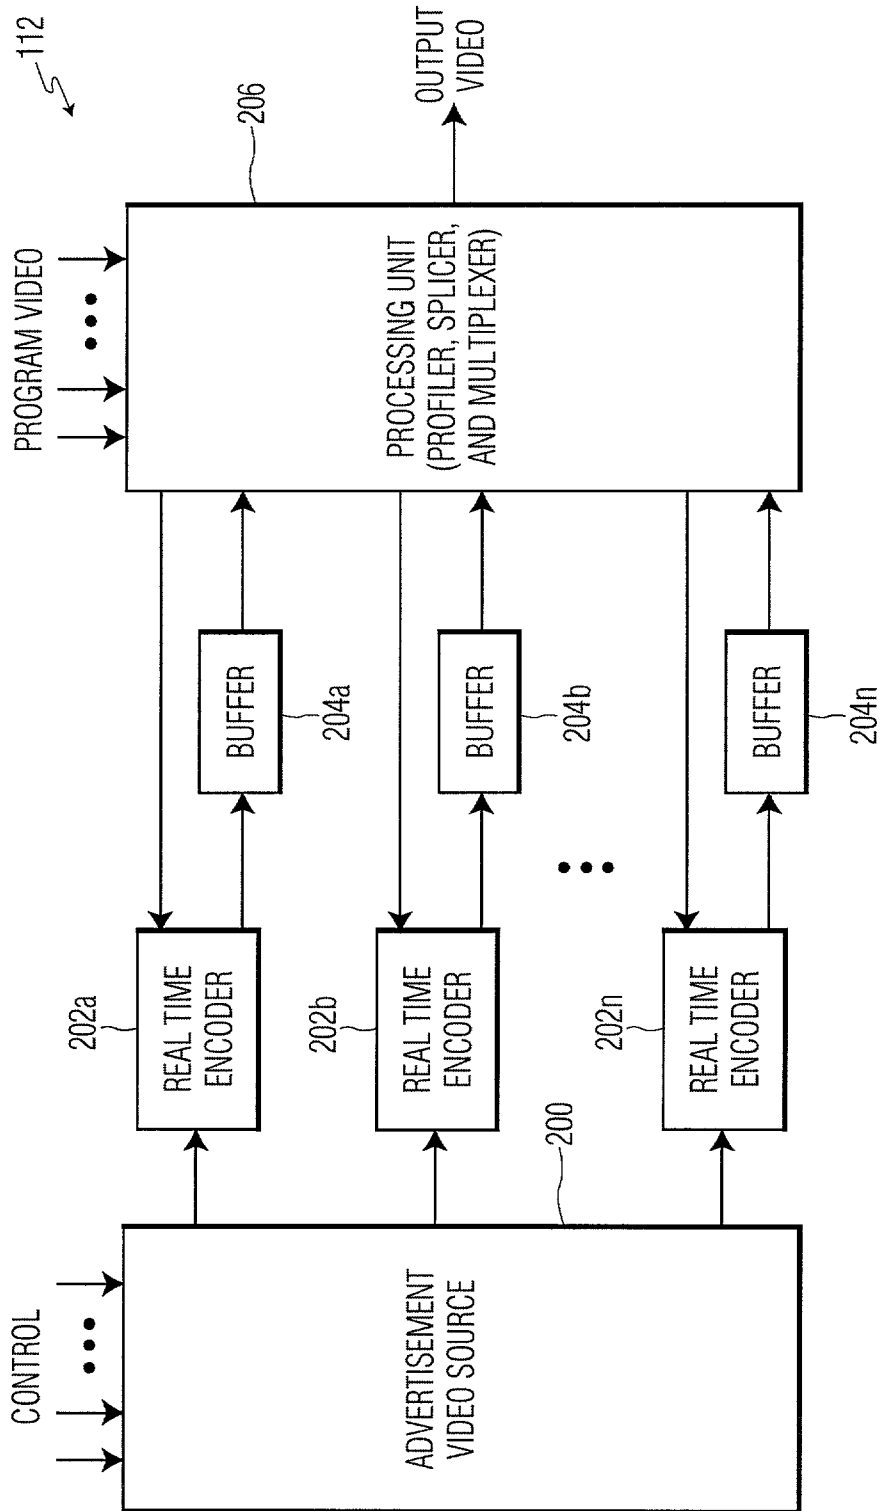 112
CONTROL
PROGRAM VIDEO
ADVERTISEMENT
VIDEO SOURCE
200
202a
REAL TIME
ENCODER
BUFFER
204a
202b
REAL TIME
ENCODER
BUFFER
204b
202n
REAL TIME
ENCODER
BUFFER
204n
PROCESSING UNIT
(PROFILER, SPLICER,
AND MULTIPLEXER)
206
OUTPUT
VIDEO